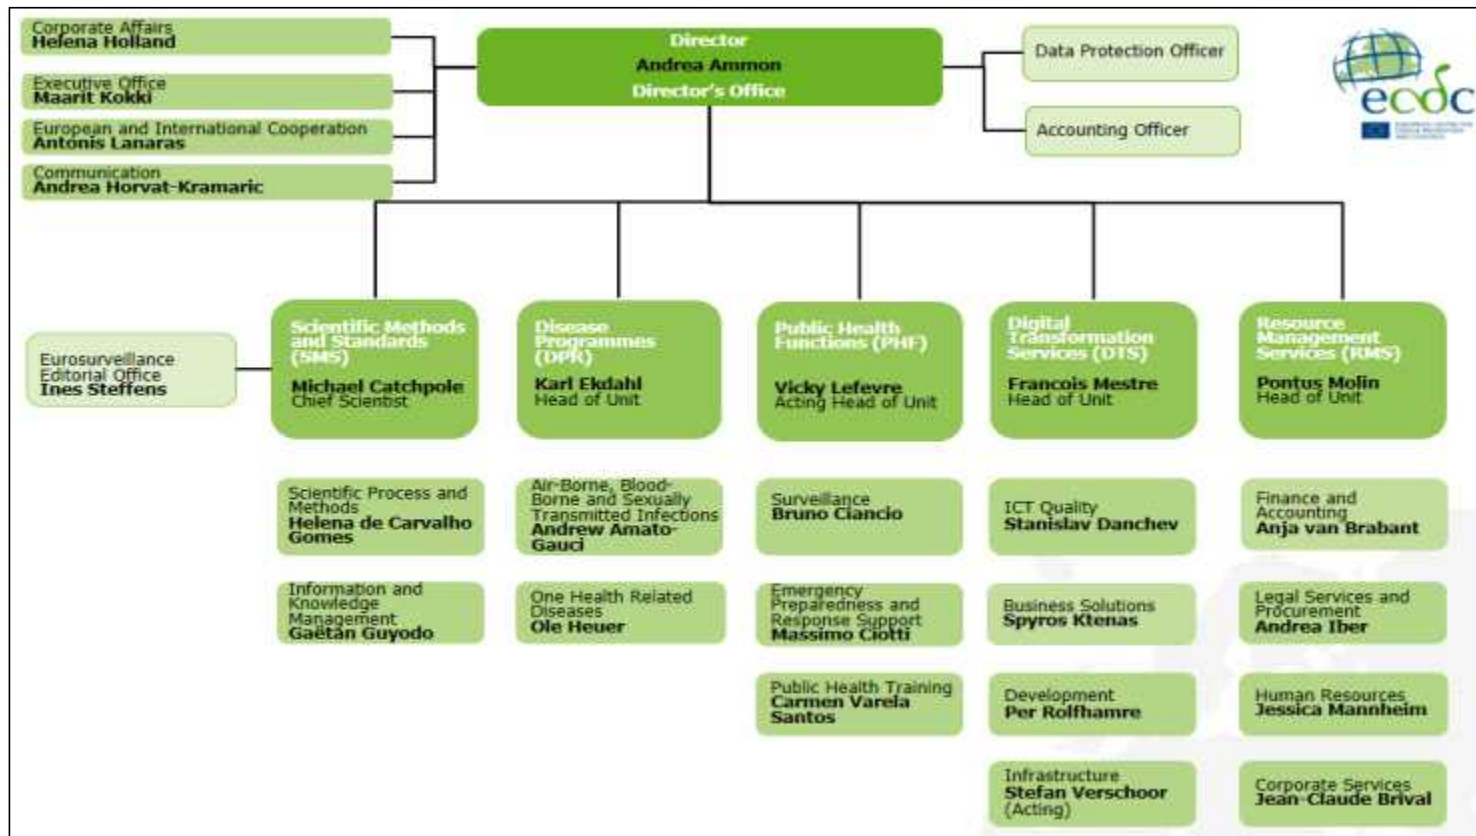 Corporate Affairs
Helena Holland
Executive Office
Maarit Kokki
European and International Cooperation
Antonis Lanaras
Communication
Andrea Horvat-Kramaric
Director
Andrea Ammon
Director's Office
Data Protection Officer
Accounting Officer
ecdc
Eurosurveillance
Editorial Office
Ines Steffens
Scientific Methods
and Standards
(SMS)
Michael Catchpole
Chief Scientist
Disease
Programmes
(DPR)
Karl Ekdahl
Head of Unit
Public Health
Functions (PHF)
Vicky Lefevre
Acting Head of Unit
Digital
Transformation
Services (DTS)
Francois Mestre
Head of Unit
Resource
Management
Services (RMS)
Pontus Molin
Head of Unit
Scientific Process and
Methods
Helena de Carvalho
Gomes
Information and
Knowledge
Management
Gaëtan Guyodo
Air-Borne, Blood-
Borne and Sexually
Transmitted Infections
Andrew Amato-
Gauci
One Health Related
Diseases
Ole Heuer
Surveillance
Bruno Ciancio
Emergency
Preparedness and
Response Support
Massimo Ciotti
Public Health Training
Carmen Varela
Santos
ICT Quality
Stanislav Danchev
Business Solutions
Spyros Ktenas
Development
Per Rolfhamre
Infrastructure
Stefan Verschoor
(Acting)
Finance and
Accounting
Anja van Brabant
Legal Services and
Procurement
Andrea Iber
Human Resources
Jessica Mannheim
Corporate Services
Jean-Claude Brival